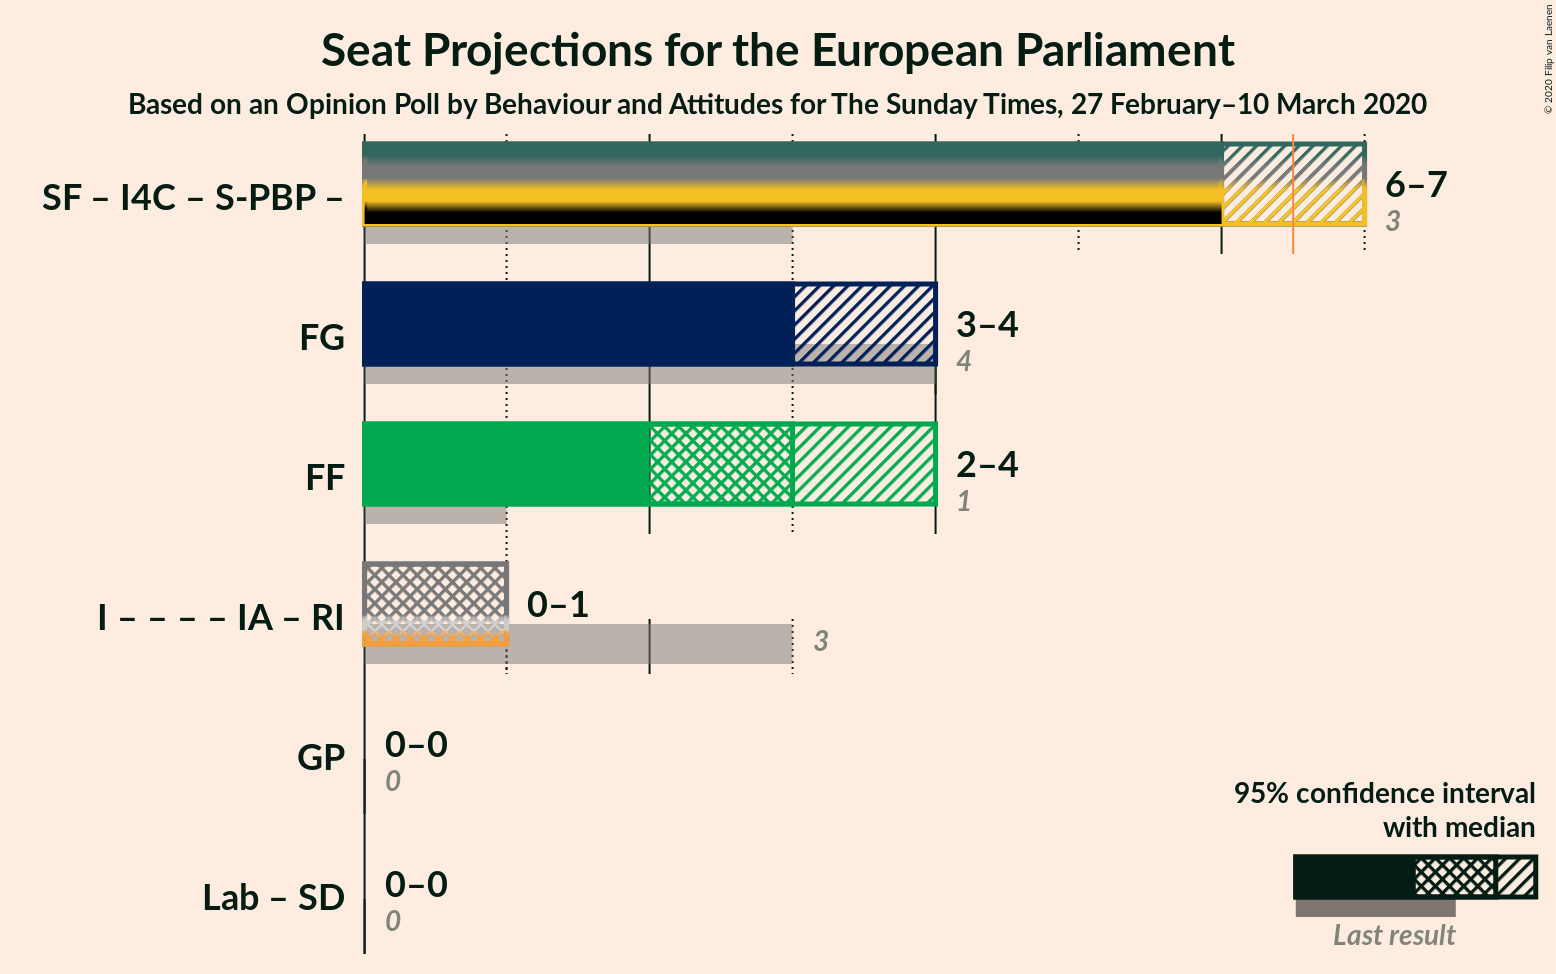 Seat Projections for the European Parliament
Based on an Opinion Poll by Behaviour and Attitudes for The Sunday Times, 27 February–10 March 2020
© 2020 Filip van Laenen
SF – I4C – S-PBP –
6–7
3
FG
3–4
4
FF
2–4
1
I – – – – IA – RI
0–1
3
GP
0–0
0
Lab – SD
0–0
0
95% confidence interval
with median
Last result